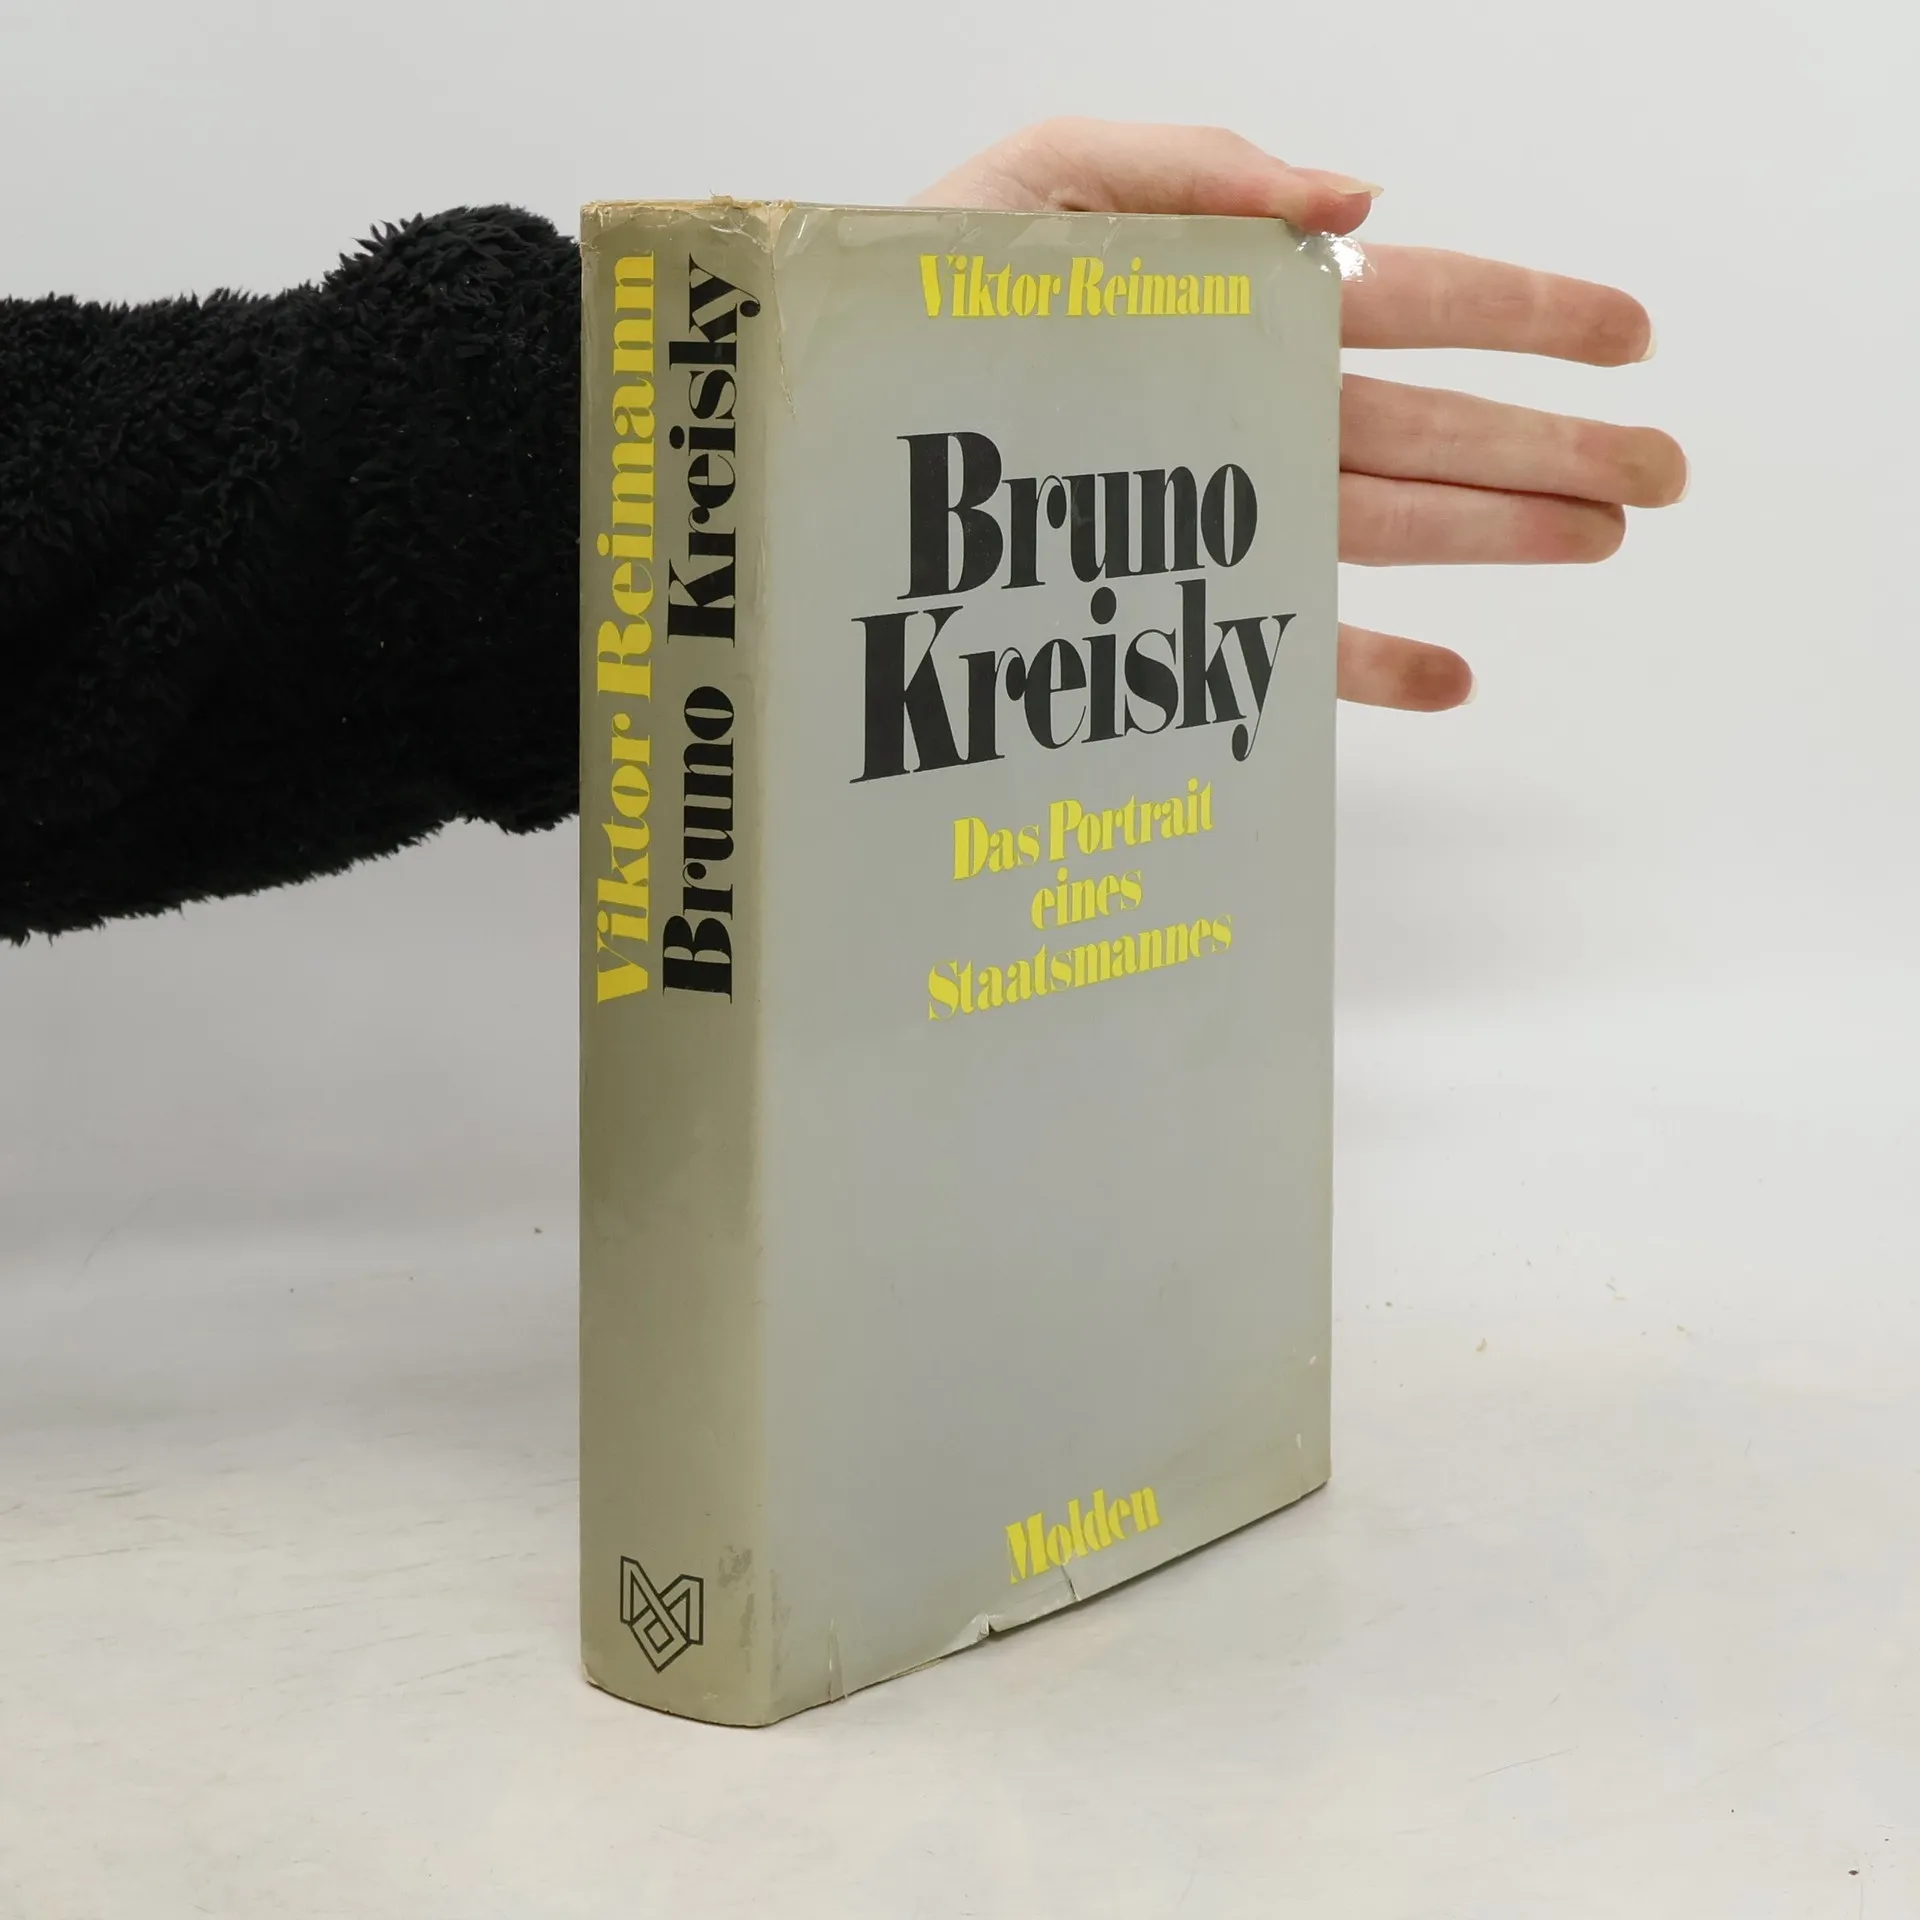 Viktor Reimann
Bruno Kreisky
Viktor Reimann
Bruno
Kreisky
Das Portrait
eines
Staatsmannes
Molden